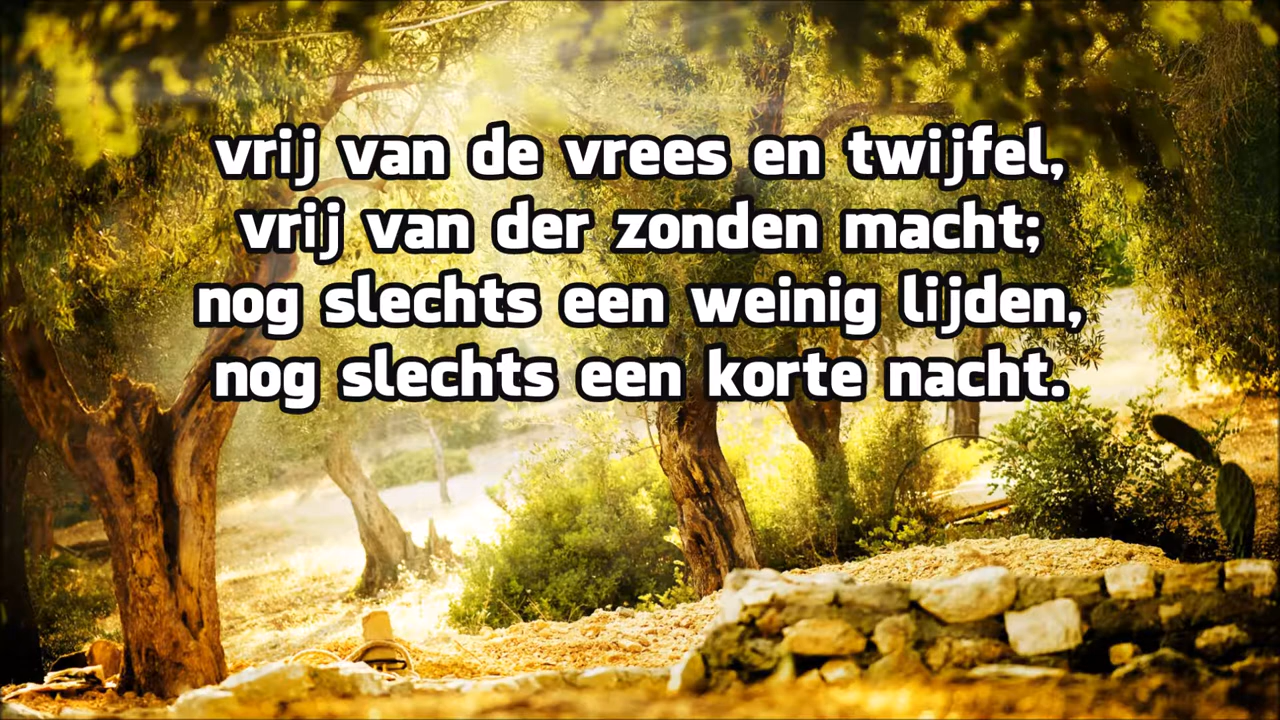 vrij van de vrees en twijfel,
vrij van der zonden macht;
nog slechts een weinig lijden,
nog slechts een korte nacht.